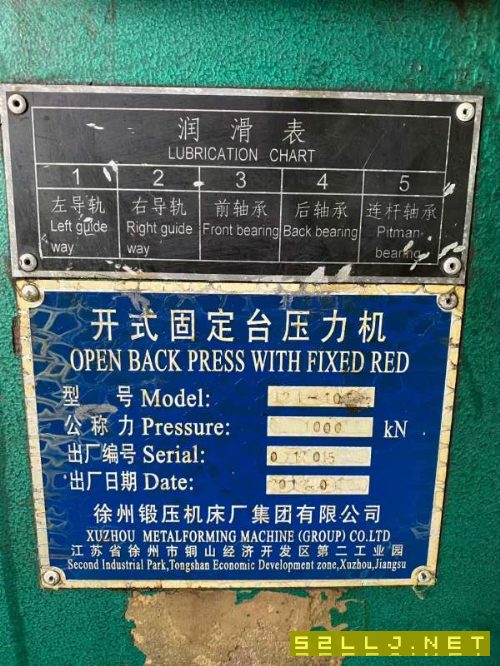 润滑表
LUBRICATION CHART
1 2 3 4 5
左导轨 右导轨 前轴承 后轴承 连杆轴承
Left guide way Right guide way Front bearing Back bearing Pitman bearing
开式固定台压力机
OPEN BACK PRESS WITH FIXED RED
型 号 Model:
公称力 Pressure: 1000 kN
出厂编号 Serial:
出厂日期 Date:
徐州锻压机床厂集团有限公司
XUZHOU METALFORMING MACHINE (GROUP) CO.LTD
江苏省徐州市铜山经济开发区第二工业园
Second Industrial Park,Tongshan Economic Development zone,Xuzhou,Jiangsu
52LLJ.NET